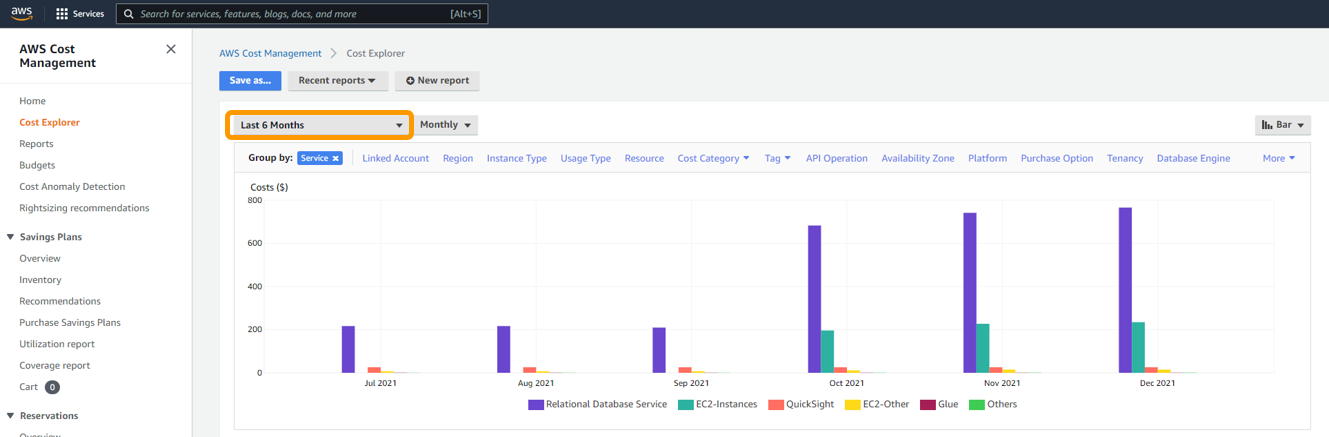 aws
Services
Search for services, features, blogs, docs, and more
[Alt+S]
AWS Cost
Management
Home
Cost Explorer
Reports
Budgets
Cost Anomaly Detection
Rightsizing recommendations
Savings Plans
Overview
Inventory
Recommendations
Purchase Savings Plans
Utilization report
Coverage report
Cart 0
Reservations
Overview
AWS Cost Management > Cost Explorer
Save as... Recent reports New report
Last 6 Months Monthly Bar
Group by: Service Linked Account Region Instance Type Usage Type Resource Cost Category Tag API Operation Availability Zone Platform Purchase Option Tenancy Database Engine More
Costs ($)
800
600
400
200
0
Jul 2021 Aug 2021 Sep 2021 Oct 2021 Nov 2021 Dec 2021
Relational Database Service EC2-Instances QuickSight EC2-Other Glue Others